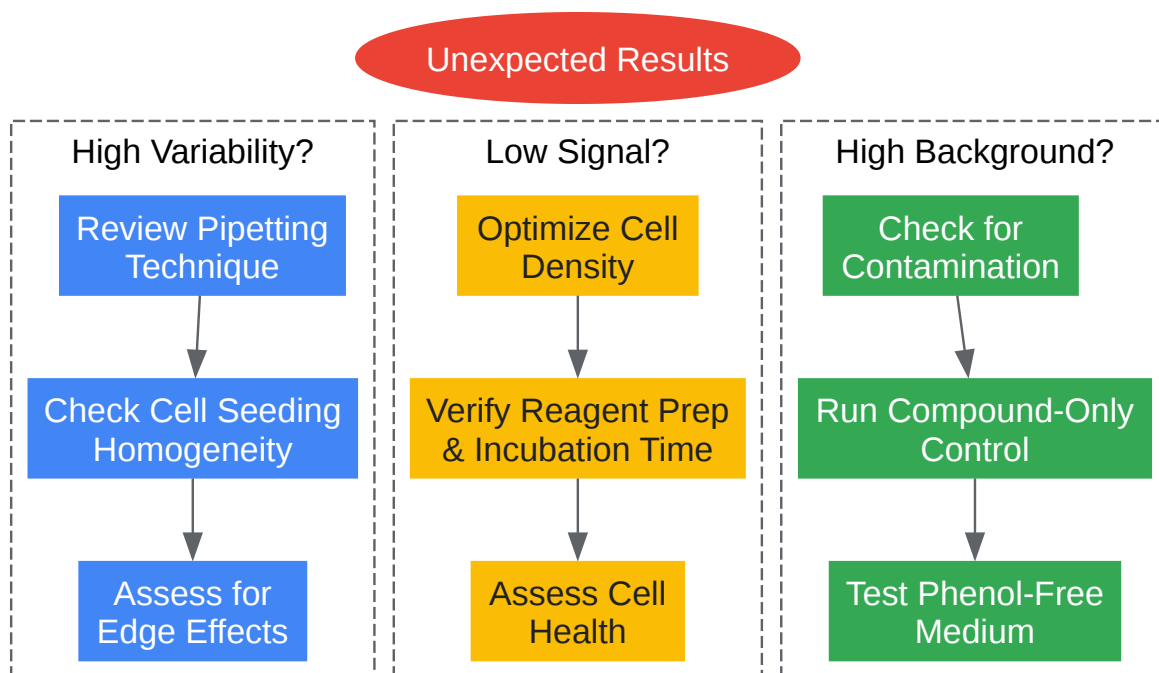 Unexpected Results
High Variability?
Review Pipetting
Technique
Check Cell Seeding
Homogeneity
Assess for
Edge Effects
Low Signal?
Optimize Cell
Density
Verify Reagent Prep
& Incubation Time
Assess Cell
Health
High Background?
Check for
Contamination
Run Compound-Only
Control
Test Phenol-Free
Medium